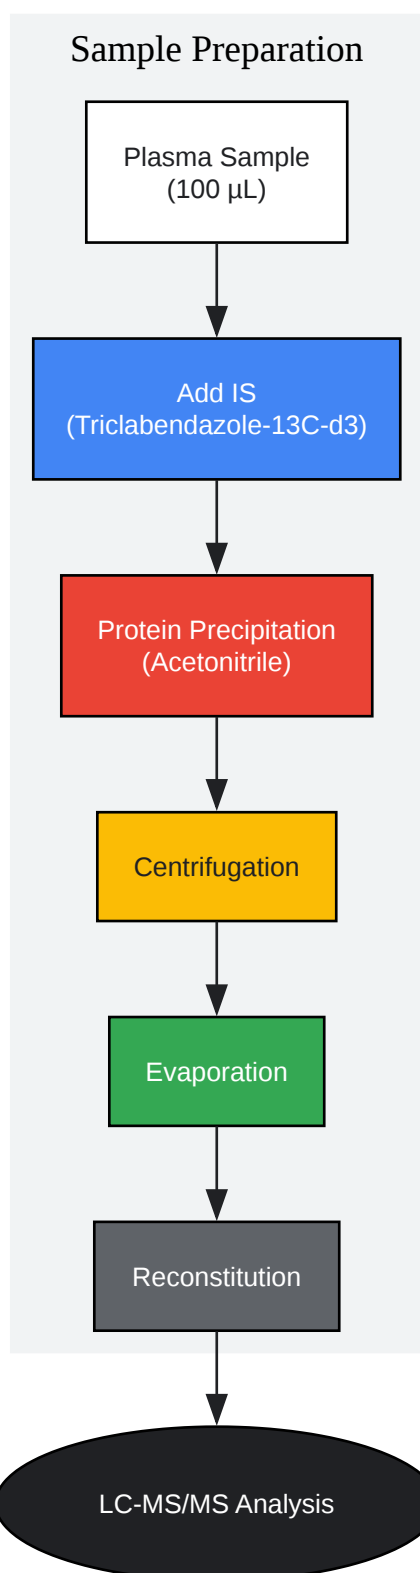 Sample Preparation
Plasma Sample
(100 µL)
Add IS
(Triclabendazole-13C-d3)
Protein Precipitation
(Acetonitrile)
Centrifugation
Evaporation
Reconstitution
LC-MS/MS Analysis